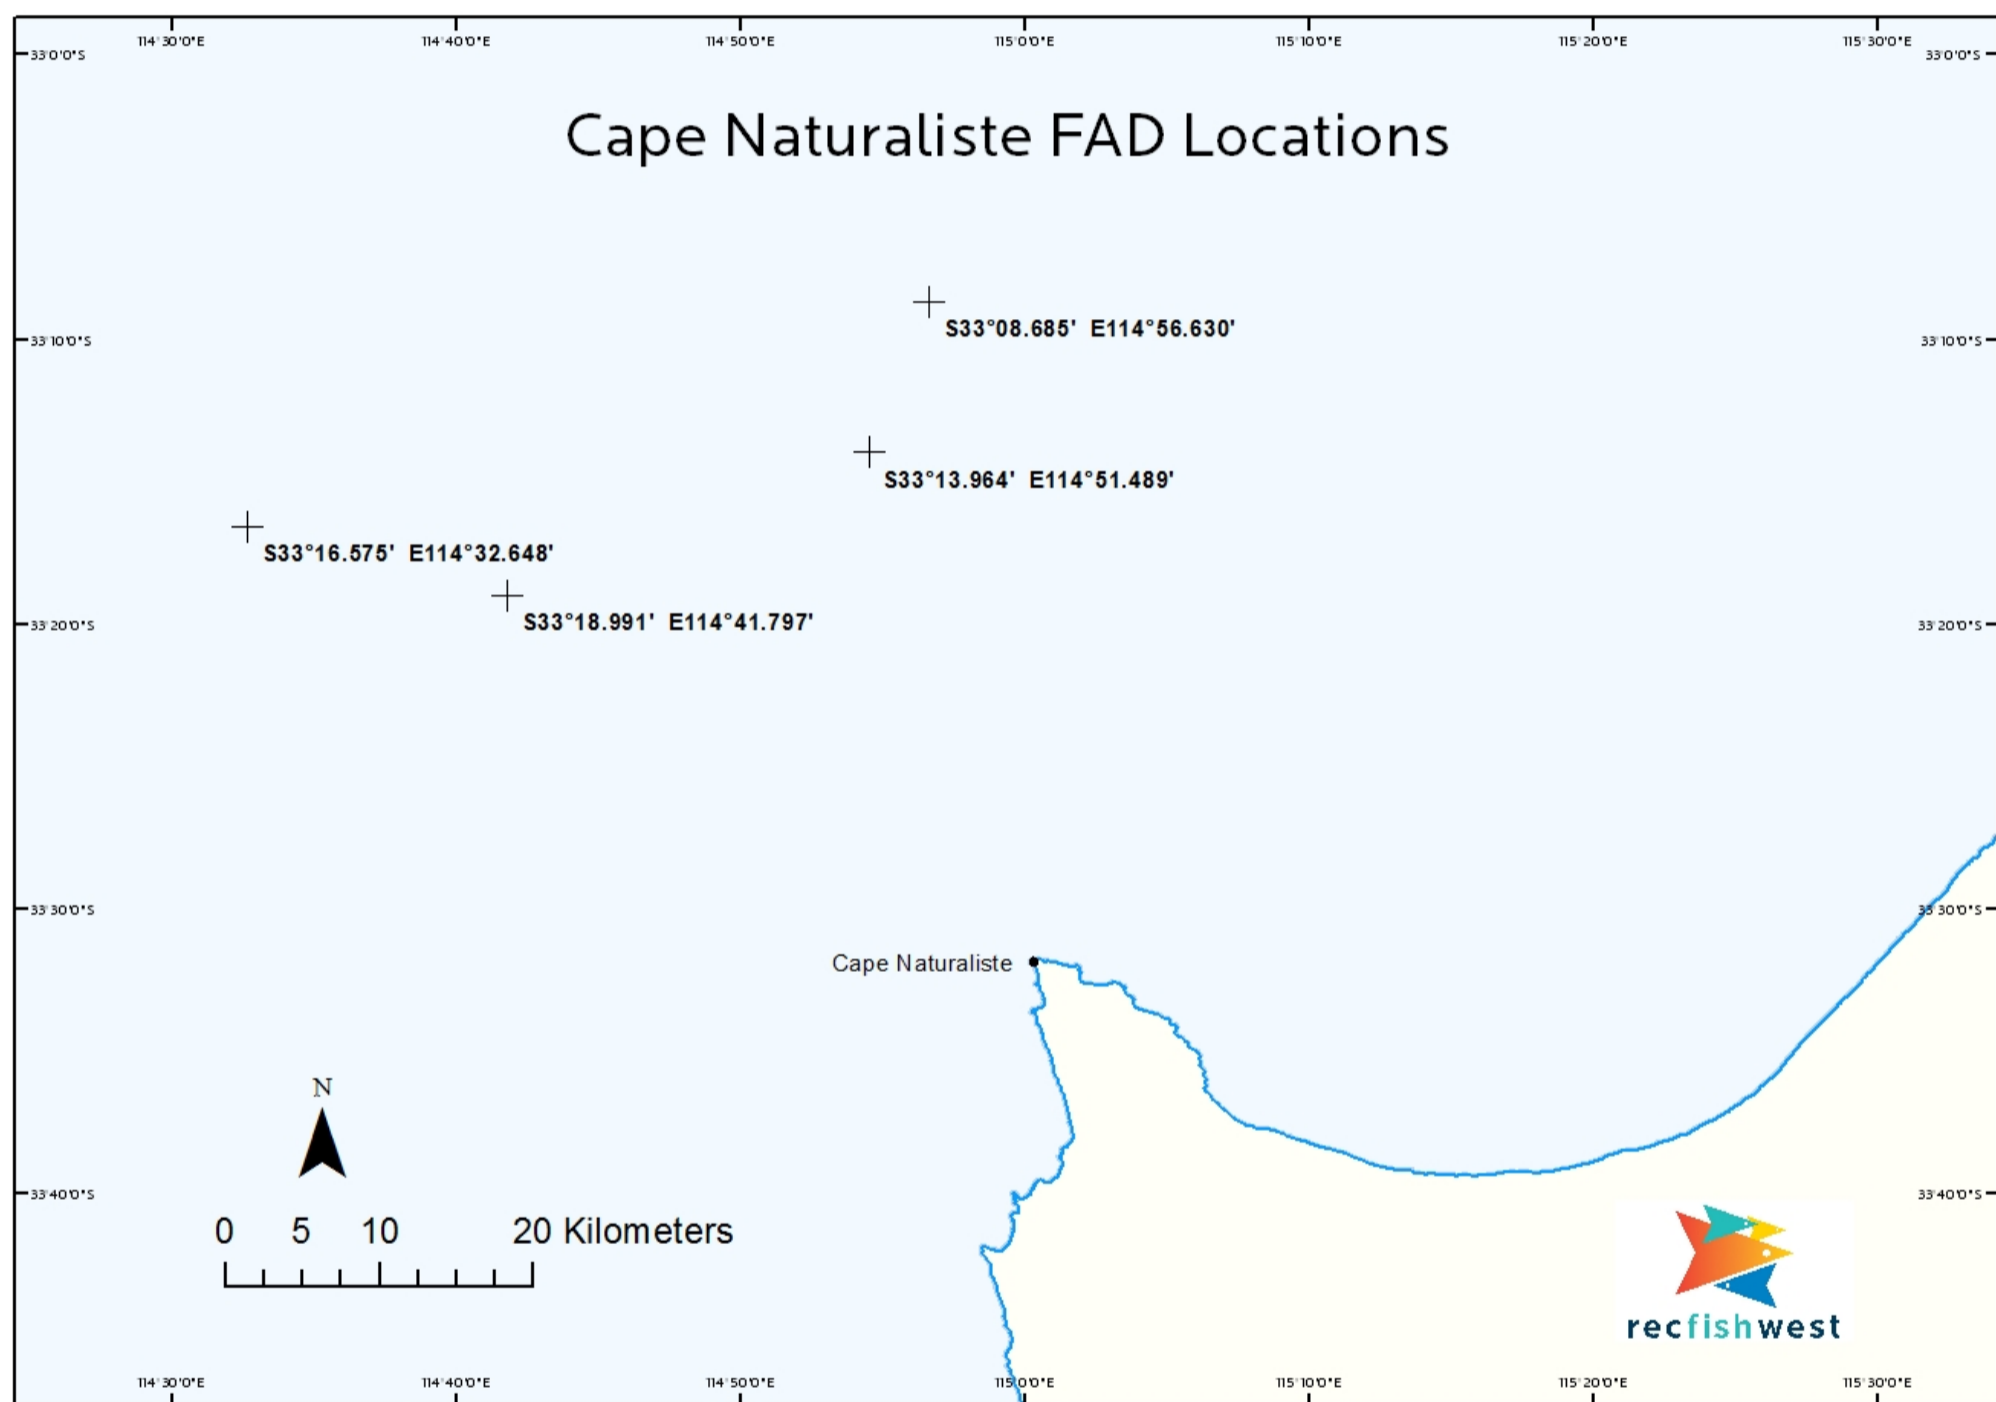 114°30'0"E 114°40'0"E 114°50'0"E 115°0'0"E 115°10'0"E 115°20'0"E 115°30'0"E
33°0'0"S 33°0'0"S
Cape Naturaliste FAD Locations
S33°08.685' E114°56.630'
33°10'0"S 33°10'0"S
S33°13.964' E114°51.489'
S33°16.575' E114°32.648'
S33°18.991' E114°41.797'
33°20'0"S 33°20'0"S
33°30'0"S 33°30'0"S
Cape Naturaliste
N
33°40'0"S 33°40'0"S
0 5 10 20 Kilometers
recfishwest
114°30'0"E 114°40'0"E 114°50'0"E 115°0'0"E 115°10'0"E 115°20'0"E 115°30'0"E